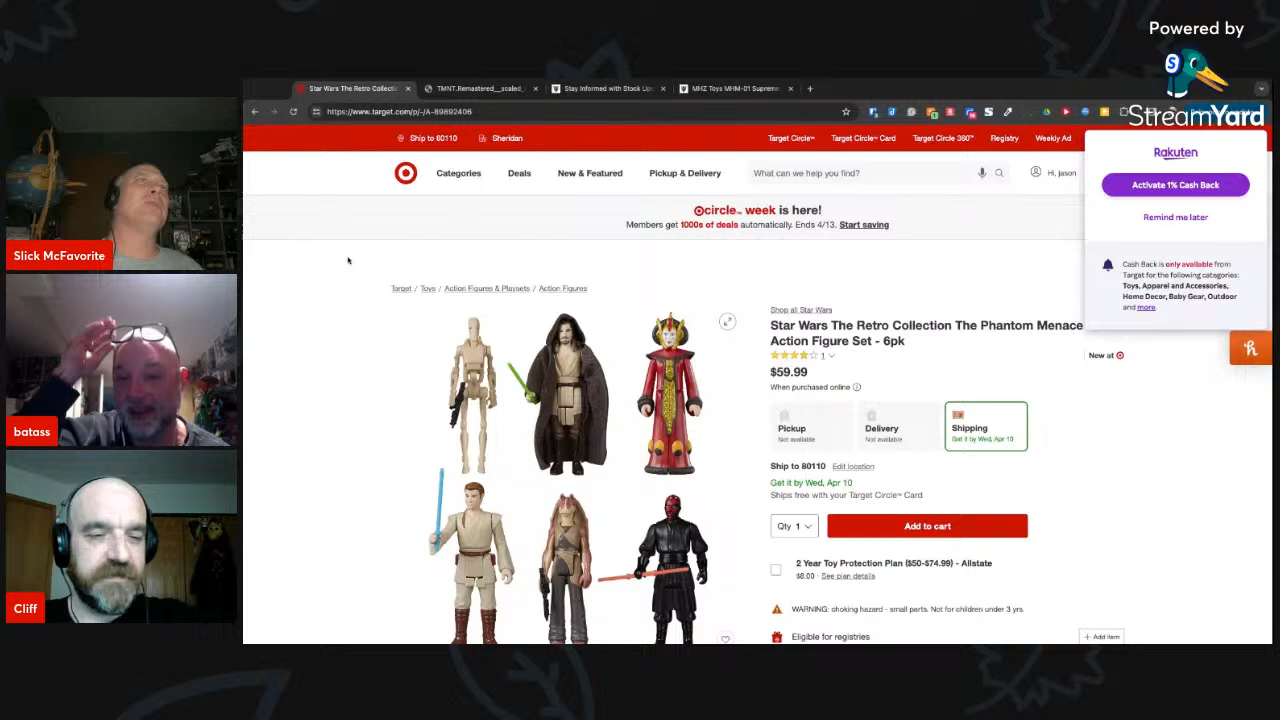 Powered by
S
StreamYard
Star Wars The Retro Collectio
TMNT.Remastered__scaled_
Stay Informed with Stock Up
MHZ Toys MHM-01 Supreme
https://www.target.com/p/-/A-89892406
Ship to 80110
Sheridan
Target Circle™
Target Circle™ Card
Target Circle 360™
Registry
Weekly Ad
Categories
Deals
New & Featured
Pickup & Delivery
What can we help you find?
Hi, jason
circle™ week is here!
Members get 1000s of deals automatically. Ends 4/13. Start saving
Rakuten
Activate 1% Cash Back
Remind me later
Cash Back is only available from
Target for the following categories:
Toys, Apparel and Accessories,
Home Decor, Baby Gear, Outdoor
and more.
h
Target / Toys / Action Figures & Playsets / Action Figures
Shop all Star Wars
Star Wars The Retro Collection The Phantom Menace
Action Figure Set - 6pk
1
New at
$59.99
When purchased online
Pickup
Not available
Delivery
Not available
Shipping
Get it by Wed, Apr 10
Ship to 80110
Edit location
Get it by Wed, Apr 10
Ships free with your Target Circle™ Card
Qty 1
Add to cart
2 Year Toy Protection Plan ($50-$74.99) - Allstate
$8.00 · See plan details
WARNING: choking hazard - small parts. Not for children under 3 yrs.
Eligible for registries
+ Add item
Slick McFavorite
batass
Cliff